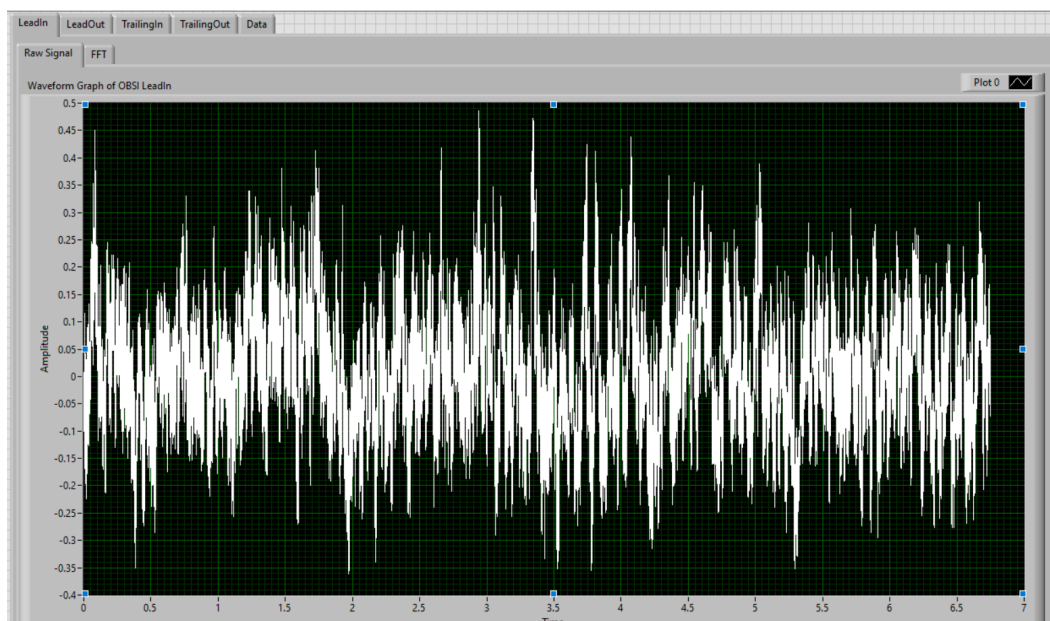 LeadIn LeadOut TrailingIn TrailingOut Data
Raw Signal FFT
Waveform Graph of OBSI LeadIn
Plot 0
Amplitude
0.5
0.45
0.4
0.35
0.3
0.25
0.2
0.15
0.1
0.05
0
-0.05
-0.1
-0.15
-0.2
-0.25
-0.3
-0.35
-0.4
0 0.5 1 1.5 2 2.5 3 3.5 4 4.5 5 5.5 6 6.5 7
Time